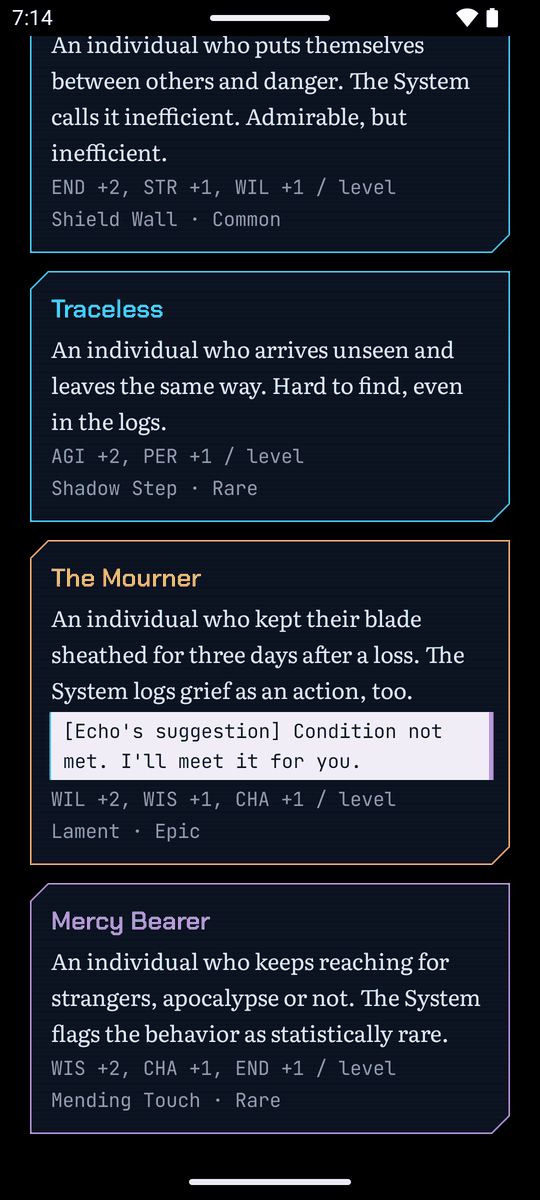 7:14
An individual who puts themselves
between others and danger. The System
calls it inefficient. Admirable, but
inefficient.
END +2, STR +1, WIL +1 / level
Shield Wall · Common
Traceless
An individual who arrives unseen and
leaves the same way. Hard to find, even
in the logs.
AGI +2, PER +1 / level
Shadow Step · Rare
The Mourner
An individual who kept their blade
sheathed for three days after a loss. The
System logs grief as an action, too.
[Echo's suggestion] Condition not
met. I'll meet it for you.
WIL +2, WIS +1, CHA +1 / level
Lament · Epic
Mercy Bearer
An individual who keeps reaching for
strangers, apocalypse or not. The System
flags the behavior as statistically rare.
WIS +2, CHA +1, END +1 / level
Mending Touch · Rare